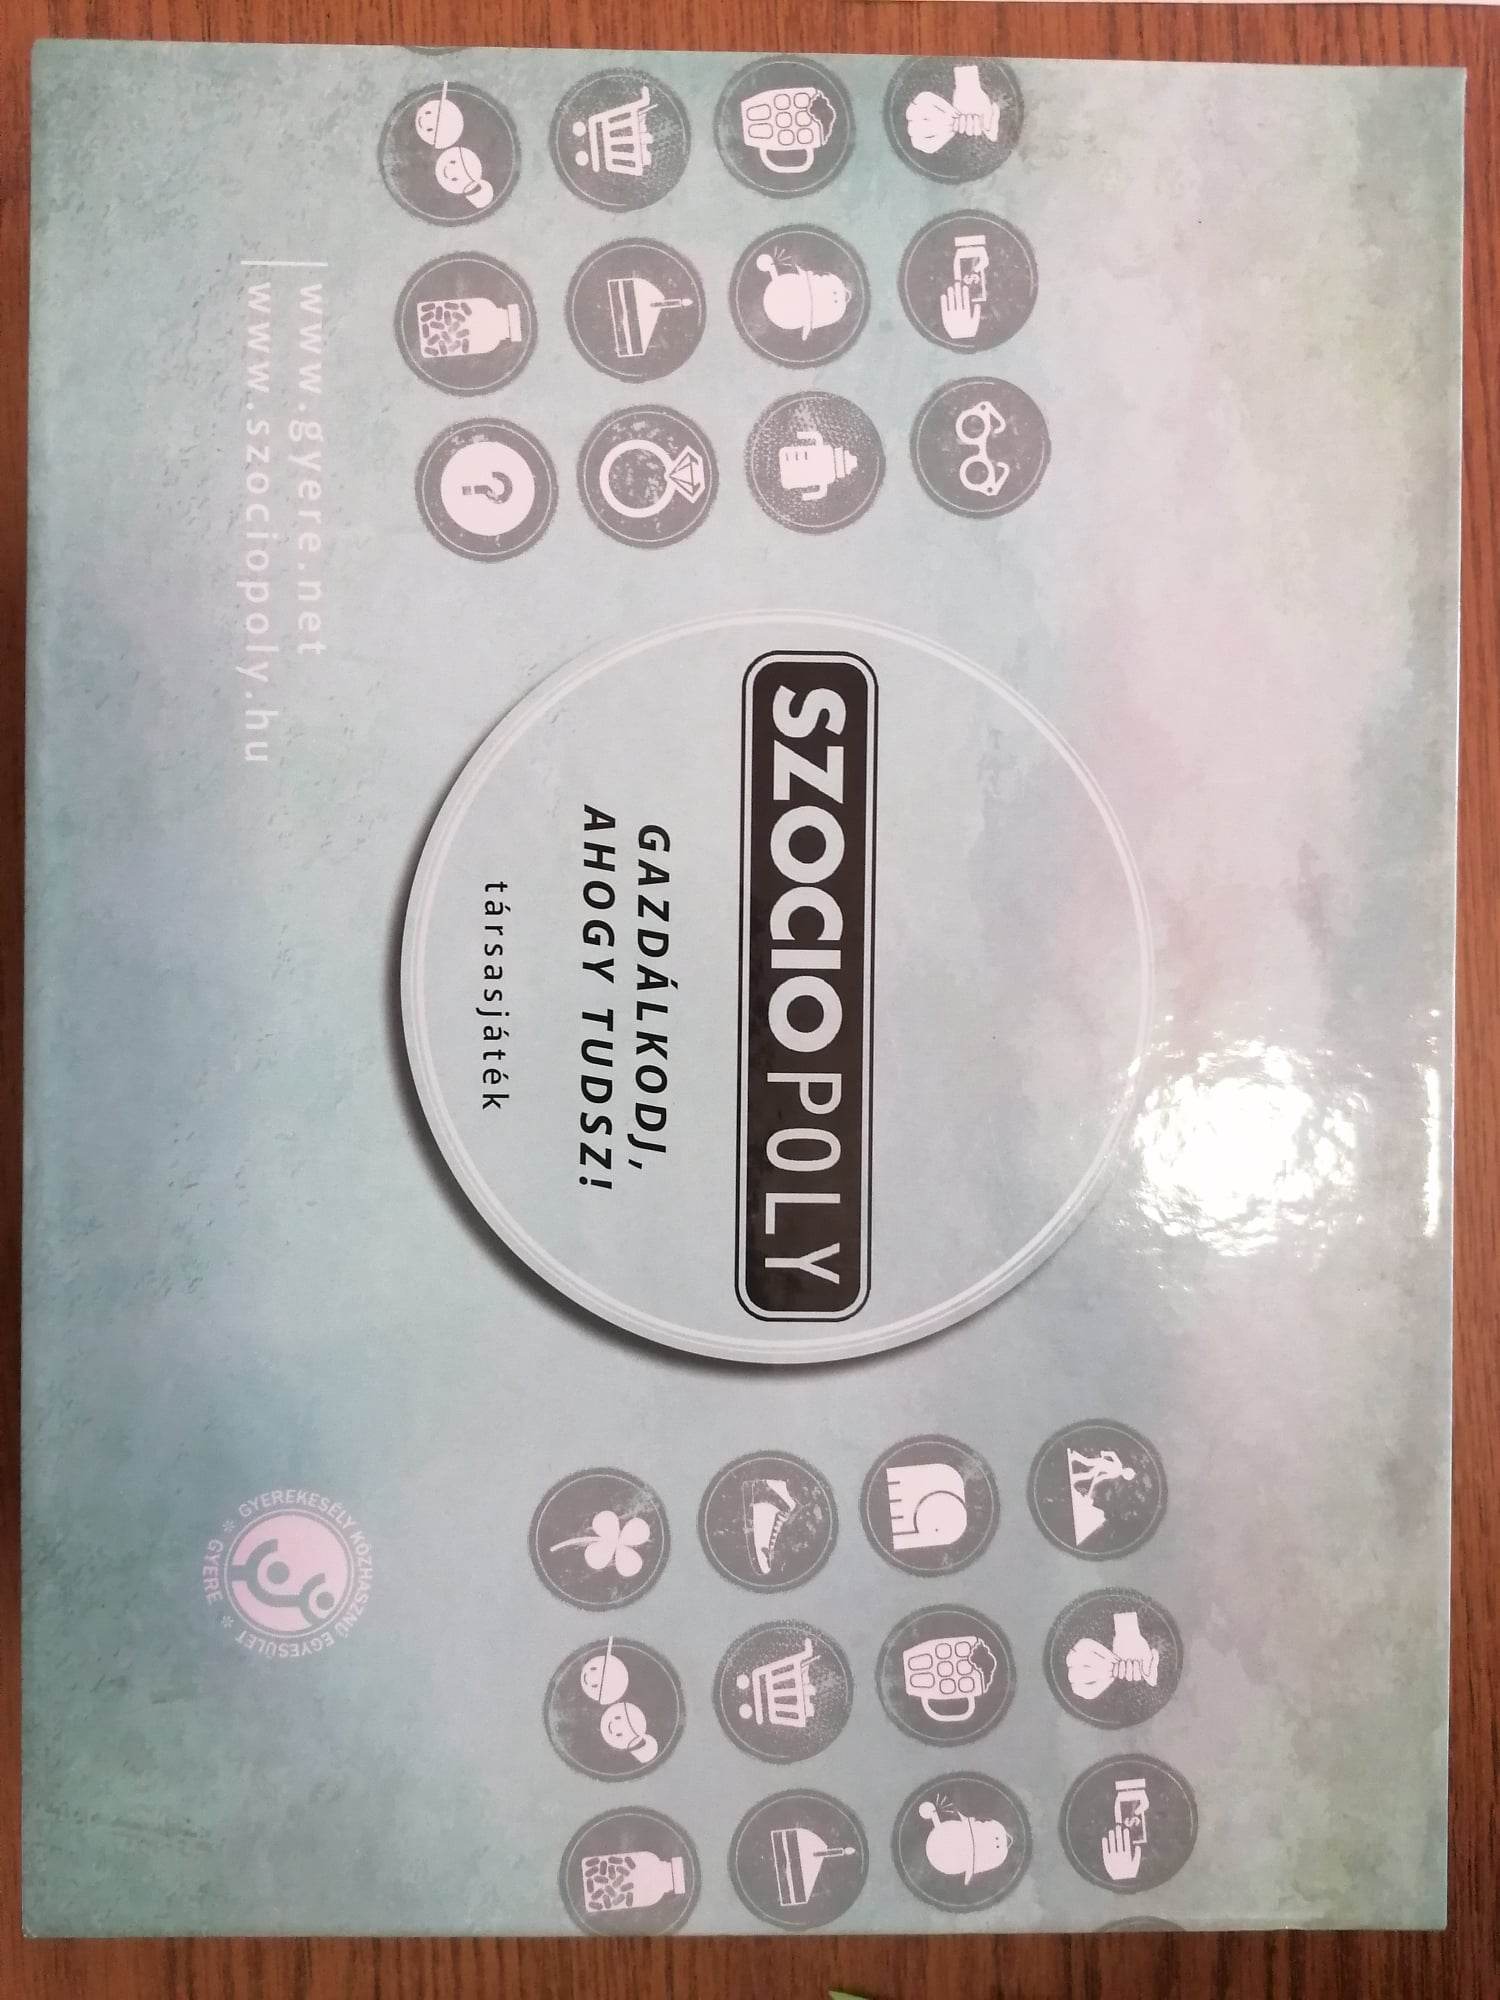 SZOCIOPOLY
GAZDÁLKODJ,
AHOGY TUDSZ!
társasjáték
www.gyere.net
www.szociopoly.hu
GYEREKESÉLY KÖZHASZNÚ EGYESÜLET
* GYERE *